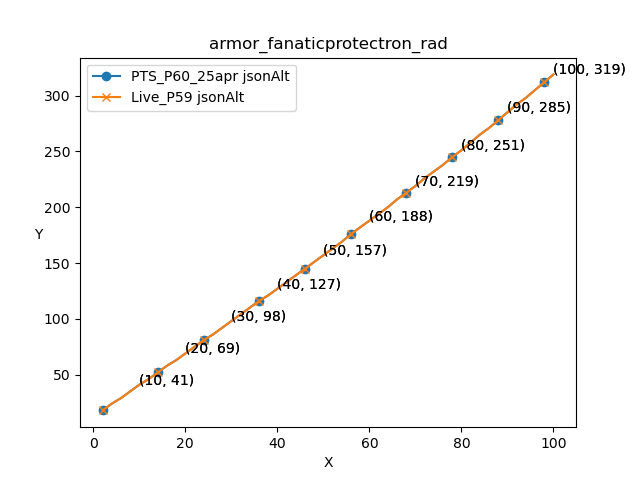 armor_fanaticprotectron_rad
PTS_P60_25apr jsonAlt
Live_P59 jsonAlt
(100, 319)
(90, 285)
(80, 251)
(70, 219)
(60, 188)
(50, 157)
(40, 127)
(30, 98)
(20, 69)
(10, 41)
300
250
200
150
100
50
Y
0 20 40 60 80 100
X